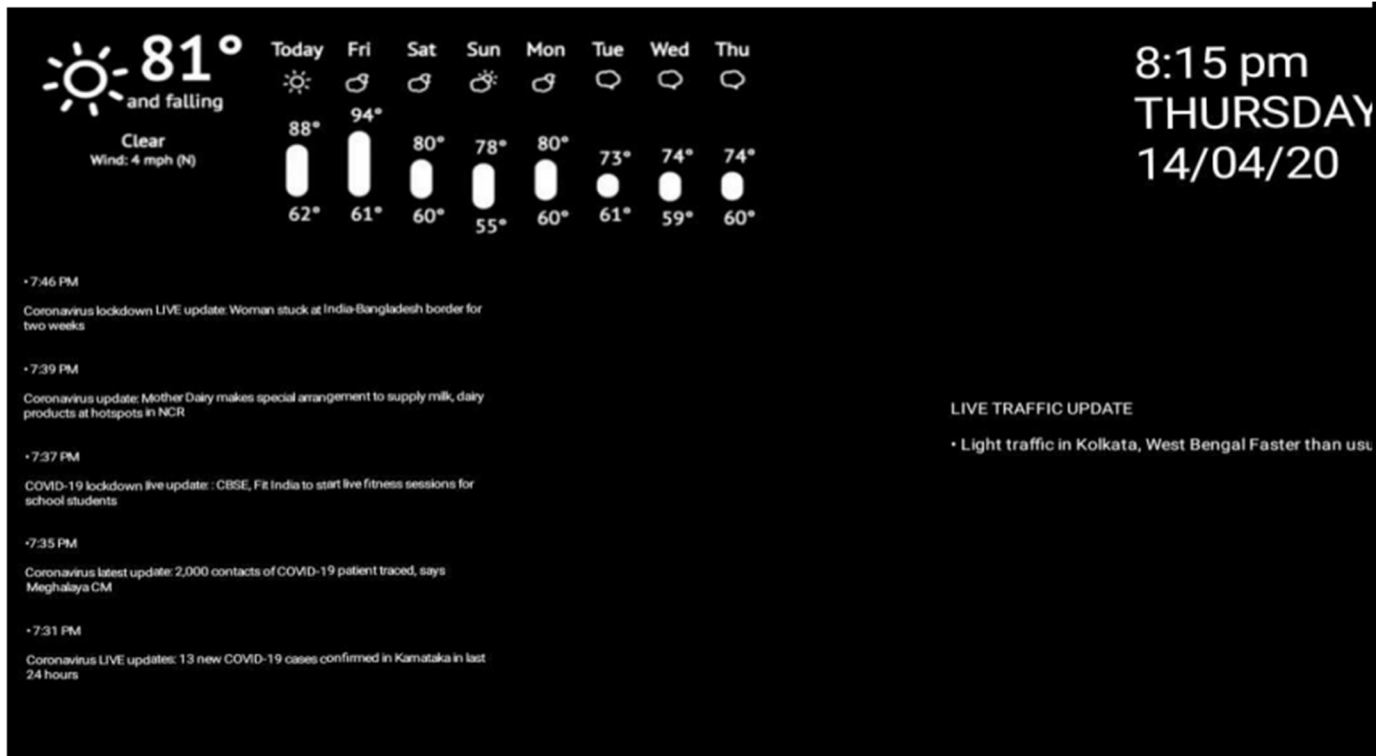 81°
and falling
Clear
Wind: 4 mph (N)
Today Fri Sat Sun Mon Tue Wed Thu
88° 94° 80° 78° 80° 73° 74° 74°
62° 61° 60° 55° 60° 61° 59° 60°
8:15 pm
THURSDAY
14/04/20
•7:46 PM
Coronavirus lockdown LIVE update: Woman stuck at India-Bangladesh border for
two weeks
•7:39 PM
Coronavirus update: Mother Dairy makes special arrangement to supply milk, dairy
products at hotspots in NCR
•7:37 PM
COVID-19 lockdown live update: : CBSE, Fit India to start live fitness sessions for
school students
•7:35 PM
Coronavirus latest update: 2,000 contacts of COVID-19 patient traced, says
Meghalaya CM
•7:31 PM
Coronavirus LIVE updates: 13 new COVID-19 cases confirmed in Karnataka in last
24 hours
LIVE TRAFFIC UPDATE
• Light traffic in Kolkata, West Bengal Faster than usu